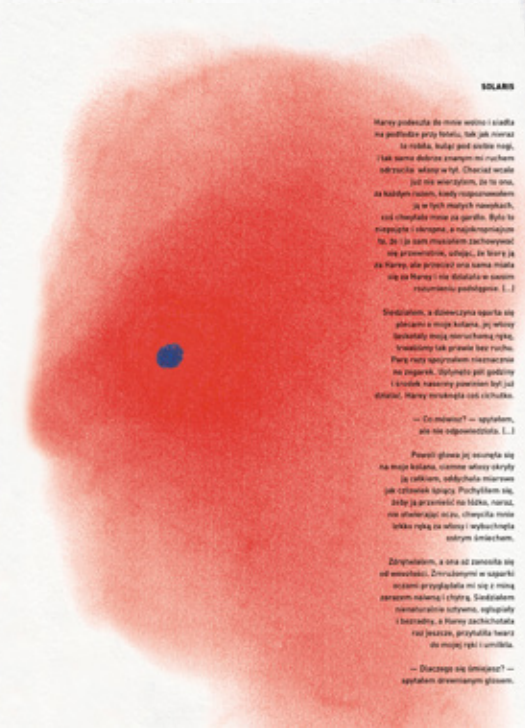 SOLARIS
Harey podeszła do mnie wolno i siadła
na podłodze przy fotelu, tak jak nieraz
to robiła, kuląc pod siebie nogi,
i tak samo dobrze znanym mi ruchem
odrzuciła włosy w tył. Chociaż wcale
już nie wierzyłem, że to ona,
za każdym razem, kiedy rozpoznawałem
ją w tych małych nawykach,
coś chwytało mnie za gardło. Było to
niepojęte i okropne, a najokropniejsze
to, że i ja sam musiałem zachowywać
się przewrotnie, udając, że biorę ją
za Harey, ale przecież ona sama miała
się za Harey i nie działała w swoim
rozumieniu podstępnie. [...]
Siedziałem, a dziewczyna oparta się
plecami o moje kolana, jej włosy
łaskotały moją nieruchomą rękę,
trwaliśmy tak prawie bez ruchu.
Parę razy spojrzałem nieznacznie
na zegarek. Upłynęło pół godziny
i środek nasenny powinien był już
działać. Harey mruknęła coś cichutko.
— Co mówisz? — spytałem,
ale nie odpowiedziała. [...]
Powoli głowa jej osunęła się
na moje kolana, ciemne włosy okryły
ją całkiem, oddychała miarowo
jak człowiek śpiący. Pochyliłem się,
żeby ją przenieść na łóżko, naraz,
nie otwierając oczu, chwyciła mnie
lekko ręką za włosy i wybuchnęła
ostrym śmiechem.
Zdrętwiałem, a ona aż zanosiła się
od wesołości. Zmrużonymi w szparki
oczami przyglądała mi się z miną
zarazem naiwną i chytrą. Siedziałem
nienaturalnie sztywno, ogłupiały
i bezradny, a Harey zachichotała
raz jeszcze, przytuliła twarz
do mojej ręki i umilkła.
— Dlaczego się śmiejesz? —
spytałem drewnianym głosem.